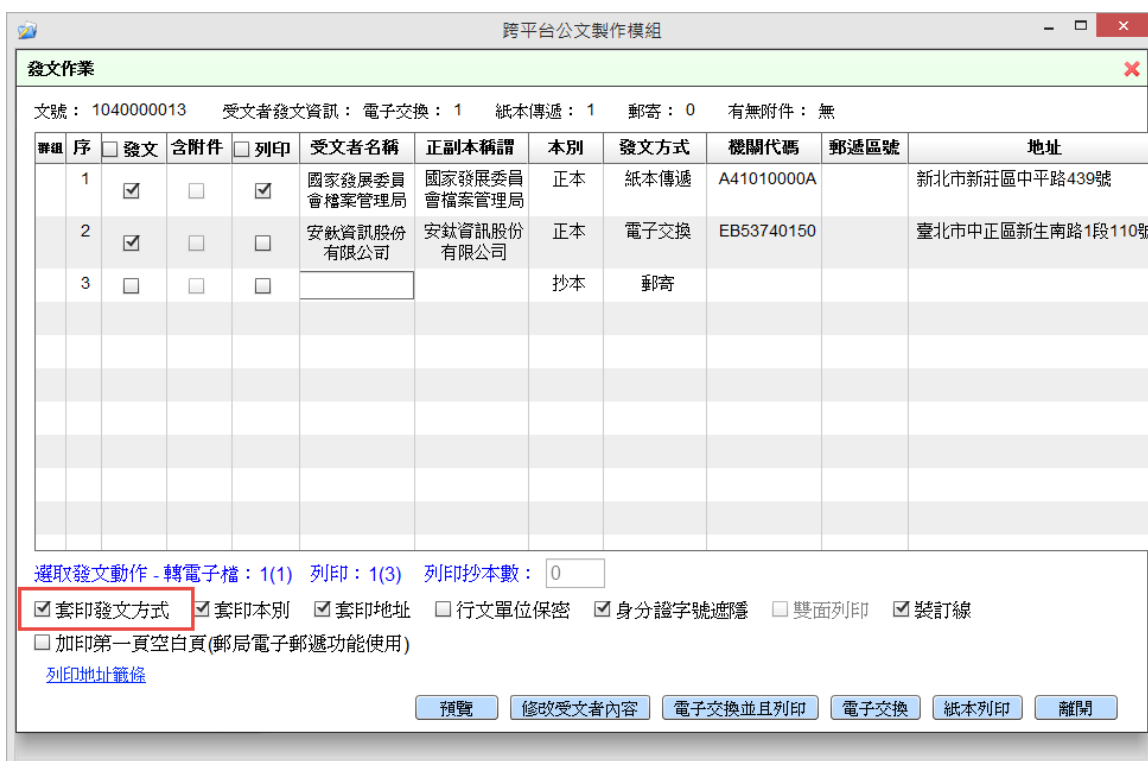 跨平台公文製作模組
發文作業
文號： 1040000013 受文者發文資訊： 電子交換： 1 紙本傳遞： 1 郵寄： 0 有無附件： 無
群組 序 發文 含附件 列印 受文者名稱 正副本稱謂 本別 發文方式 機關代碼 郵遞區號 地址
1 國家發展委員會檔案管理局 國家發展委員會檔案管理局 正本 紙本傳遞 A41010000A 新北市新莊區中平路439號
2 安鈦資訊股份有限公司 安鈦資訊股份有限公司 正本 電子交換 EB53740150 臺北市中正區新生南路1段110號
3 抄本 郵寄
選取發文動作 - 轉電子檔：1(1) 列印：1(3) 列印抄本數： 0
套印發文方式 套印本別 套印地址 行文單位保密 身分證字號遮隱 雙面列印 裝訂線
加印第一頁空白頁(郵局電子郵遞功能使用)
列印地址籤條
預覽 修改受文者內容 電子交換並且列印 電子交換 紙本列印 離開